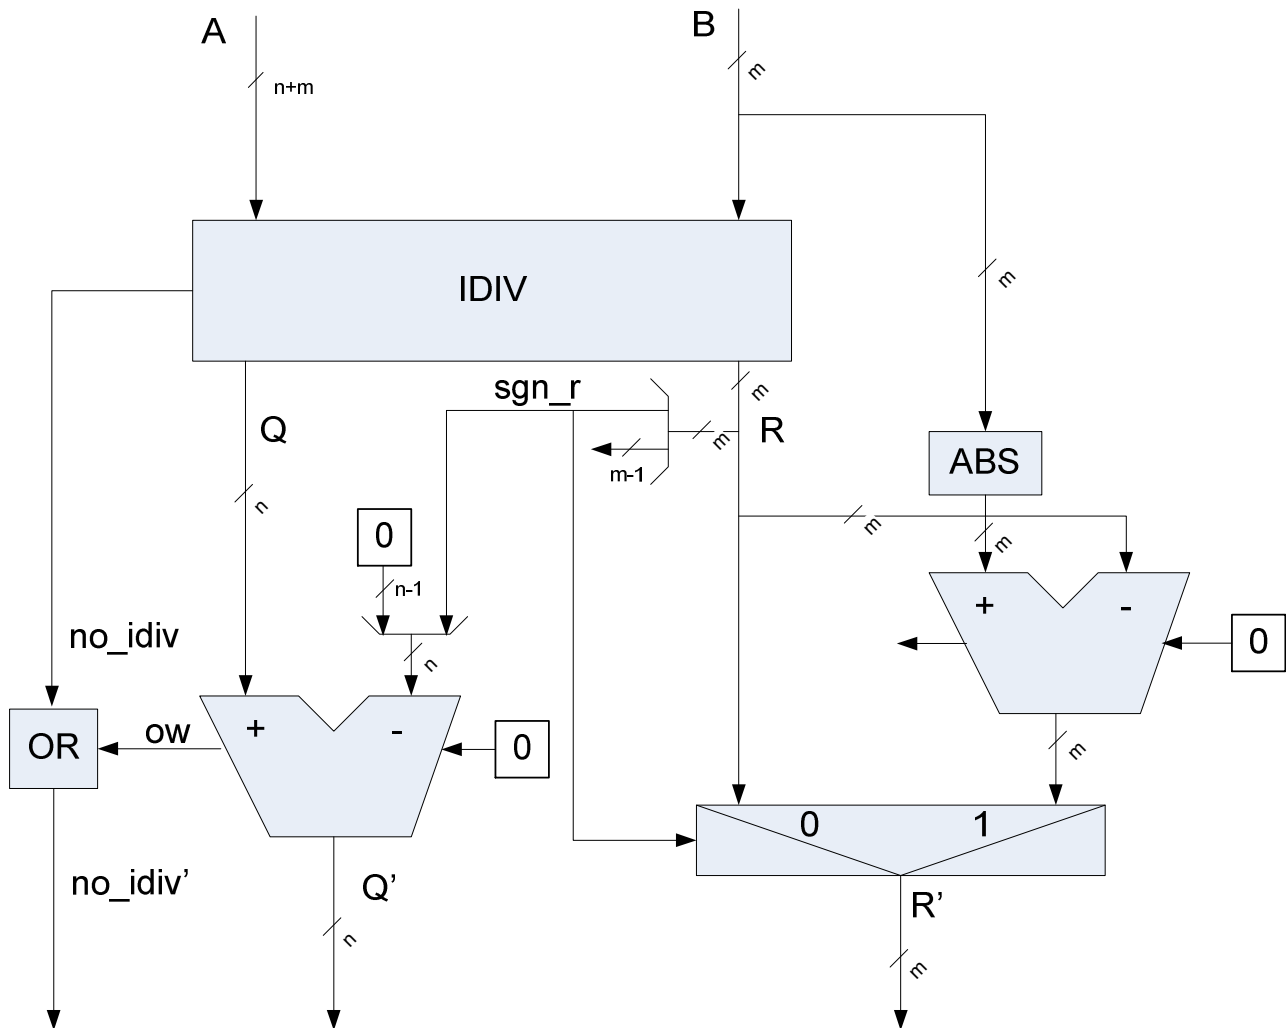 A
B
n+m
m
m
IDIV
sgn_r
m
Q
m
R
m-1
ABS
n
0
n-1
m
m
+
-
0
no_idiv
n
OR
ow
+
-
0
m
0
1
no_idiv’
Q’
R’
n
m